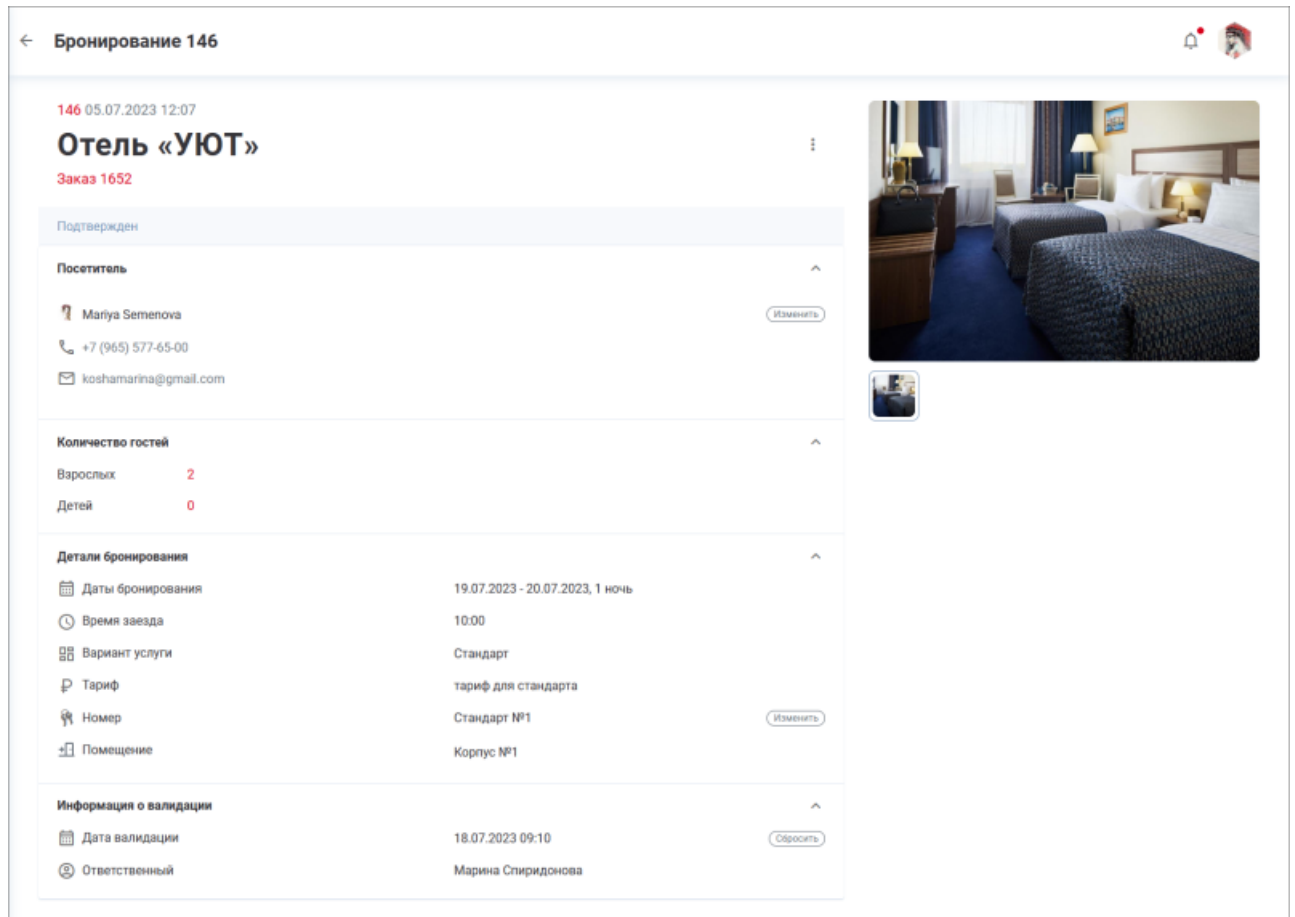 Бронирование 146
146 05.07.2023 12:07
Отель «УЮТ»
Заказ 1652
Подтвержден
Посетитель
Mariya Semenova Изменить
+7 (965) 577-65-00
koshamarina@gmail.com
Количество гостей
Взрослых 2
Детей 0
Детали бронирования
Даты бронирования 19.07.2023 - 20.07.2023, 1 ночь
Время заезда 10:00
Вариант услуги Стандарт
Тариф тариф для стандарта
Номер Стандарт №1 Изменить
Помещение Корпус №1
Информация о валидации
Дата валидации 18.07.2023 09:10 Сбросить
Ответственный Марина Спиридонова